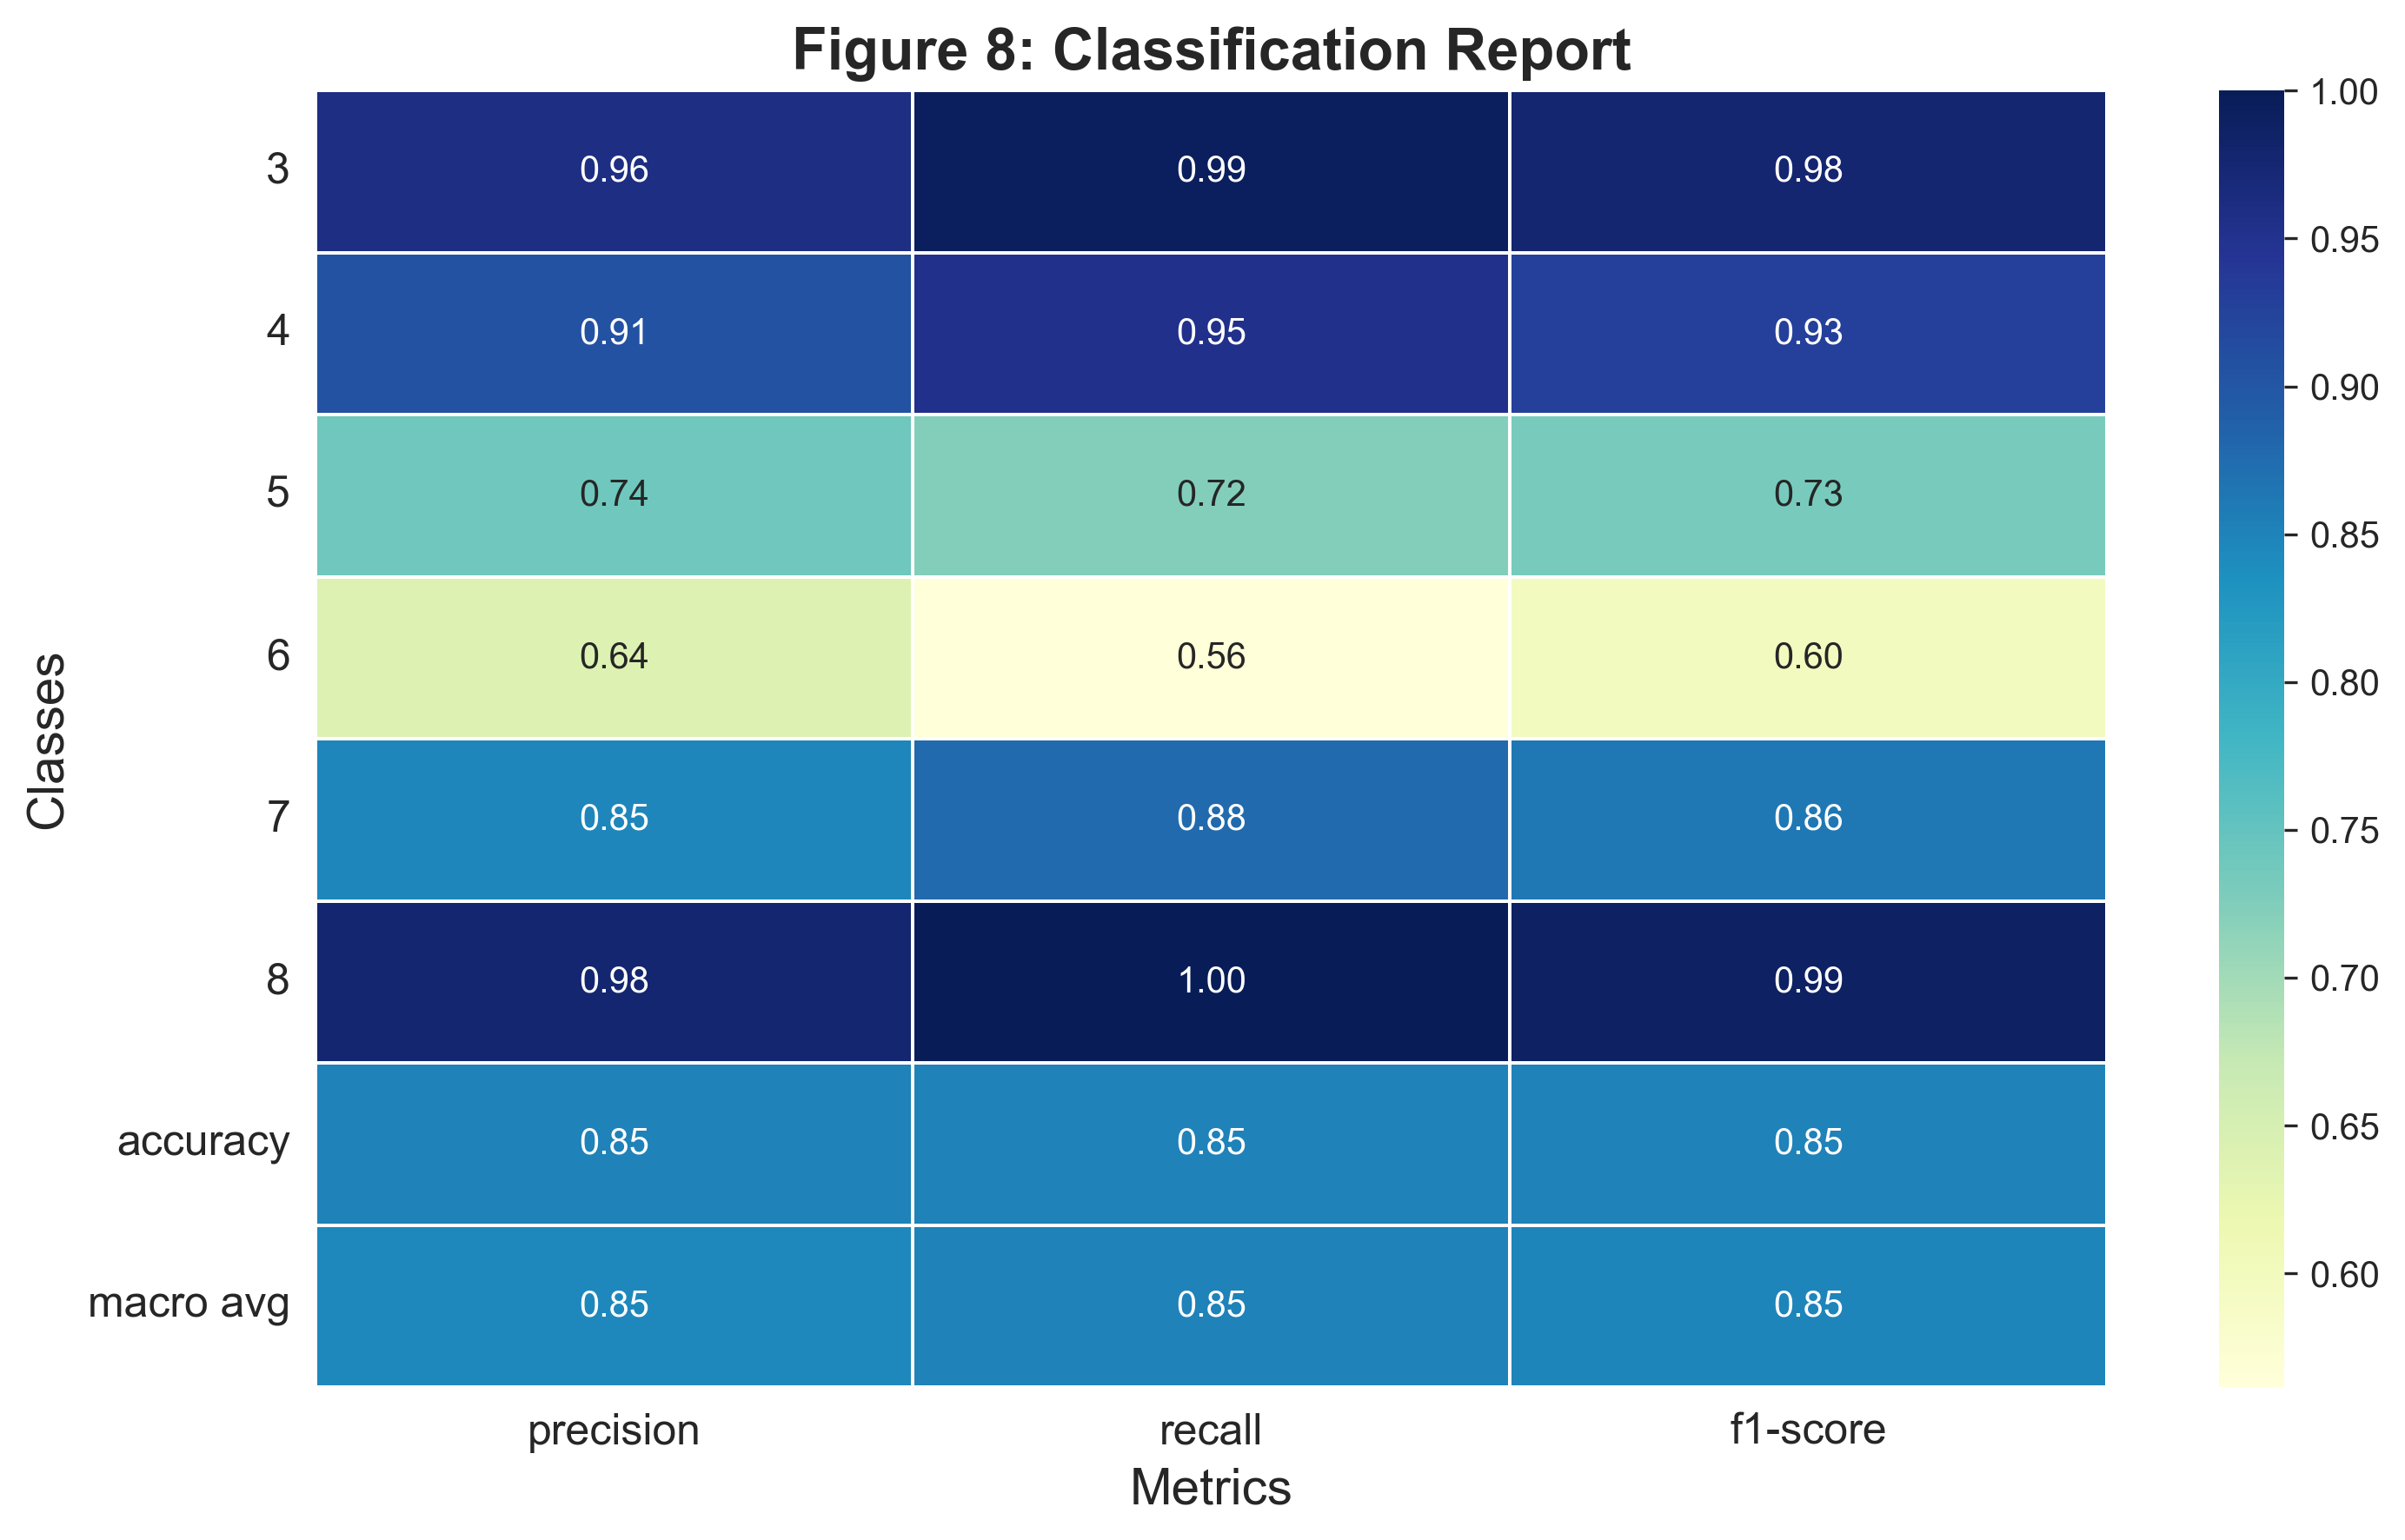 Figure 8: Classification Report
3 0.96 0.99 0.98
4 0.91 0.95 0.93
5 0.74 0.72 0.73
6 0.64 0.56 0.60
7 0.85 0.88 0.86
8 0.98 1.00 0.99
accuracy 0.85 0.85 0.85
macro avg 0.85 0.85 0.85
precision recall f1-score
Metrics
Classes
1.00
0.95
0.90
0.85
0.80
0.75
0.70
0.65
0.60